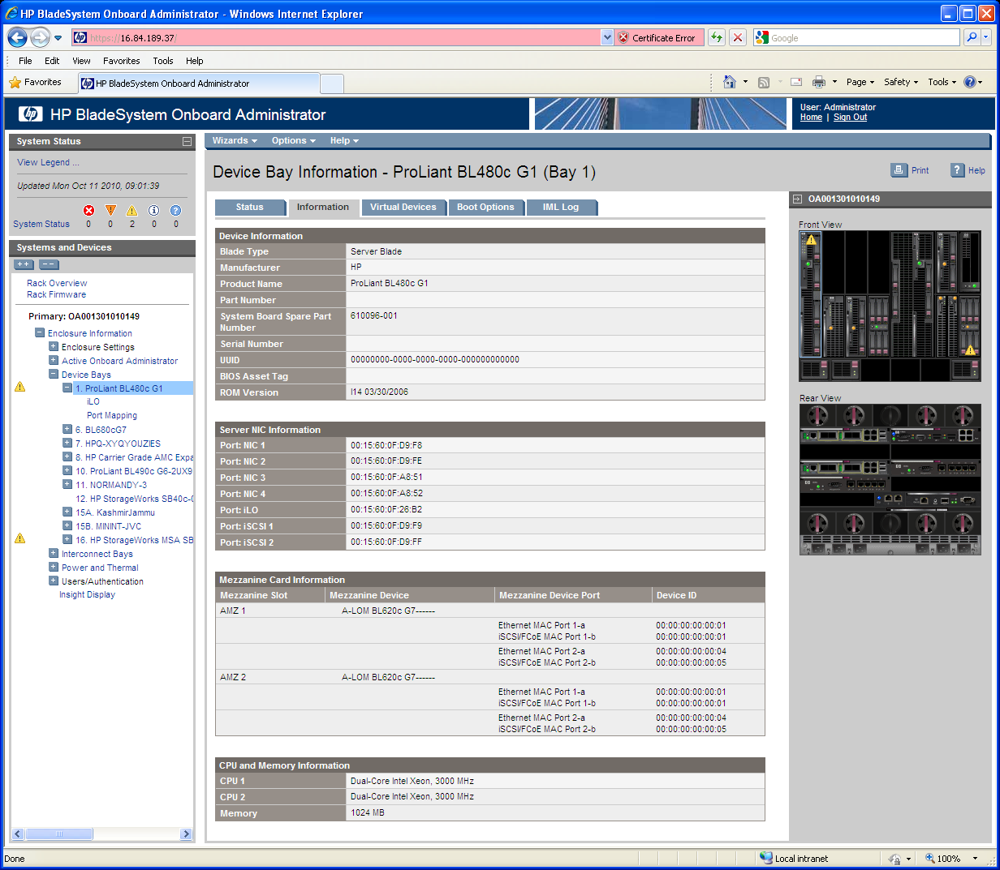 HP BladeSystem Onboard Administrator - Windows Internet Explorer
https://16.84.189.37/
Certificate Error
Google
File Edit View Favorites Tools Help
Favorites
HP BladeSystem Onboard Administrator
Page Safety Tools
HP BladeSystem Onboard Administrator
User: Administrator
Home | Sign Out
System Status
View Legend ...
Updated Mon Oct 11 2010, 09:01:39
System Status 0 0 2 0 0
Systems and Devices
Rack Overview
Rack Firmware
Primary: OA001301010149
Enclosure Information
Enclosure Settings
Active Onboard Administrator
Device Bays
1. ProLiant BL480c G1
iLO
Port Mapping
6. BL680cG7
7. HPQ-XYQYOUZIES
8. HP Carrier Grade AMC Expa
10. ProLiant BL490c G6-2UX9
11. NORMANDY-3
12. HP StorageWorks SB40c-
15A. KashmirJammu
15B. MININT-JVC
16. HP StorageWorks MSA SB
Interconnect Bays
Power and Thermal
Users/Authentication
Insight Display
Wizards Options Help
Device Bay Information - ProLiant BL480c G1 (Bay 1)
Print Help
Status Information Virtual Devices Boot Options IML Log
Device Information
Blade Type Server Blade
Manufacturer HP
Product Name ProLiant BL480c G1
Part Number
System Board Spare Part Number 610096-001
Serial Number
UUID 00000000-0000-0000-0000-000000000000
BIOS Asset Tag
ROM Version I14 03/30/2006
Server NIC Information
Port: NIC 1 00:15:60:0F:D9:F8
Port: NIC 2 00:15:60:0F:D9:FE
Port: NIC 3 00:15:60:0F:A8:51
Port: NIC 4 00:15:60:0F:A8:52
Port: iLO 00:15:60:0F:26:B2
Port: iSCSI 1 00:15:60:0F:D9:F9
Port: iSCSI 2 00:15:60:0F:D9:FF
Mezzanine Card Information
Mezzanine Slot Mezzanine Device Mezzanine Device Port Device ID
AMZ 1 A-LOM BL620c G7------
Ethernet MAC Port 1-a 00:00:00:00:00:01
iSCSI/FCoE MAC Port 1-b 00:00:00:00:00:01
Ethernet MAC Port 2-a 00:00:00:00:00:04
iSCSI/FCoE MAC Port 2-b 00:00:00:00:00:05
AMZ 2 A-LOM BL620c G7------
Ethernet MAC Port 1-a 00:00:00:00:00:01
iSCSI/FCoE MAC Port 1-b 00:00:00:00:00:01
Ethernet MAC Port 2-a 00:00:00:00:00:04
iSCSI/FCoE MAC Port 2-b 00:00:00:00:00:05
CPU and Memory Information
CPU 1 Dual-Core Intel Xeon, 3000 MHz
CPU 2 Dual-Core Intel Xeon, 3000 MHz
Memory 1024 MB
OA001301010149
Front View
Rear View
Done
Local intranet
100%